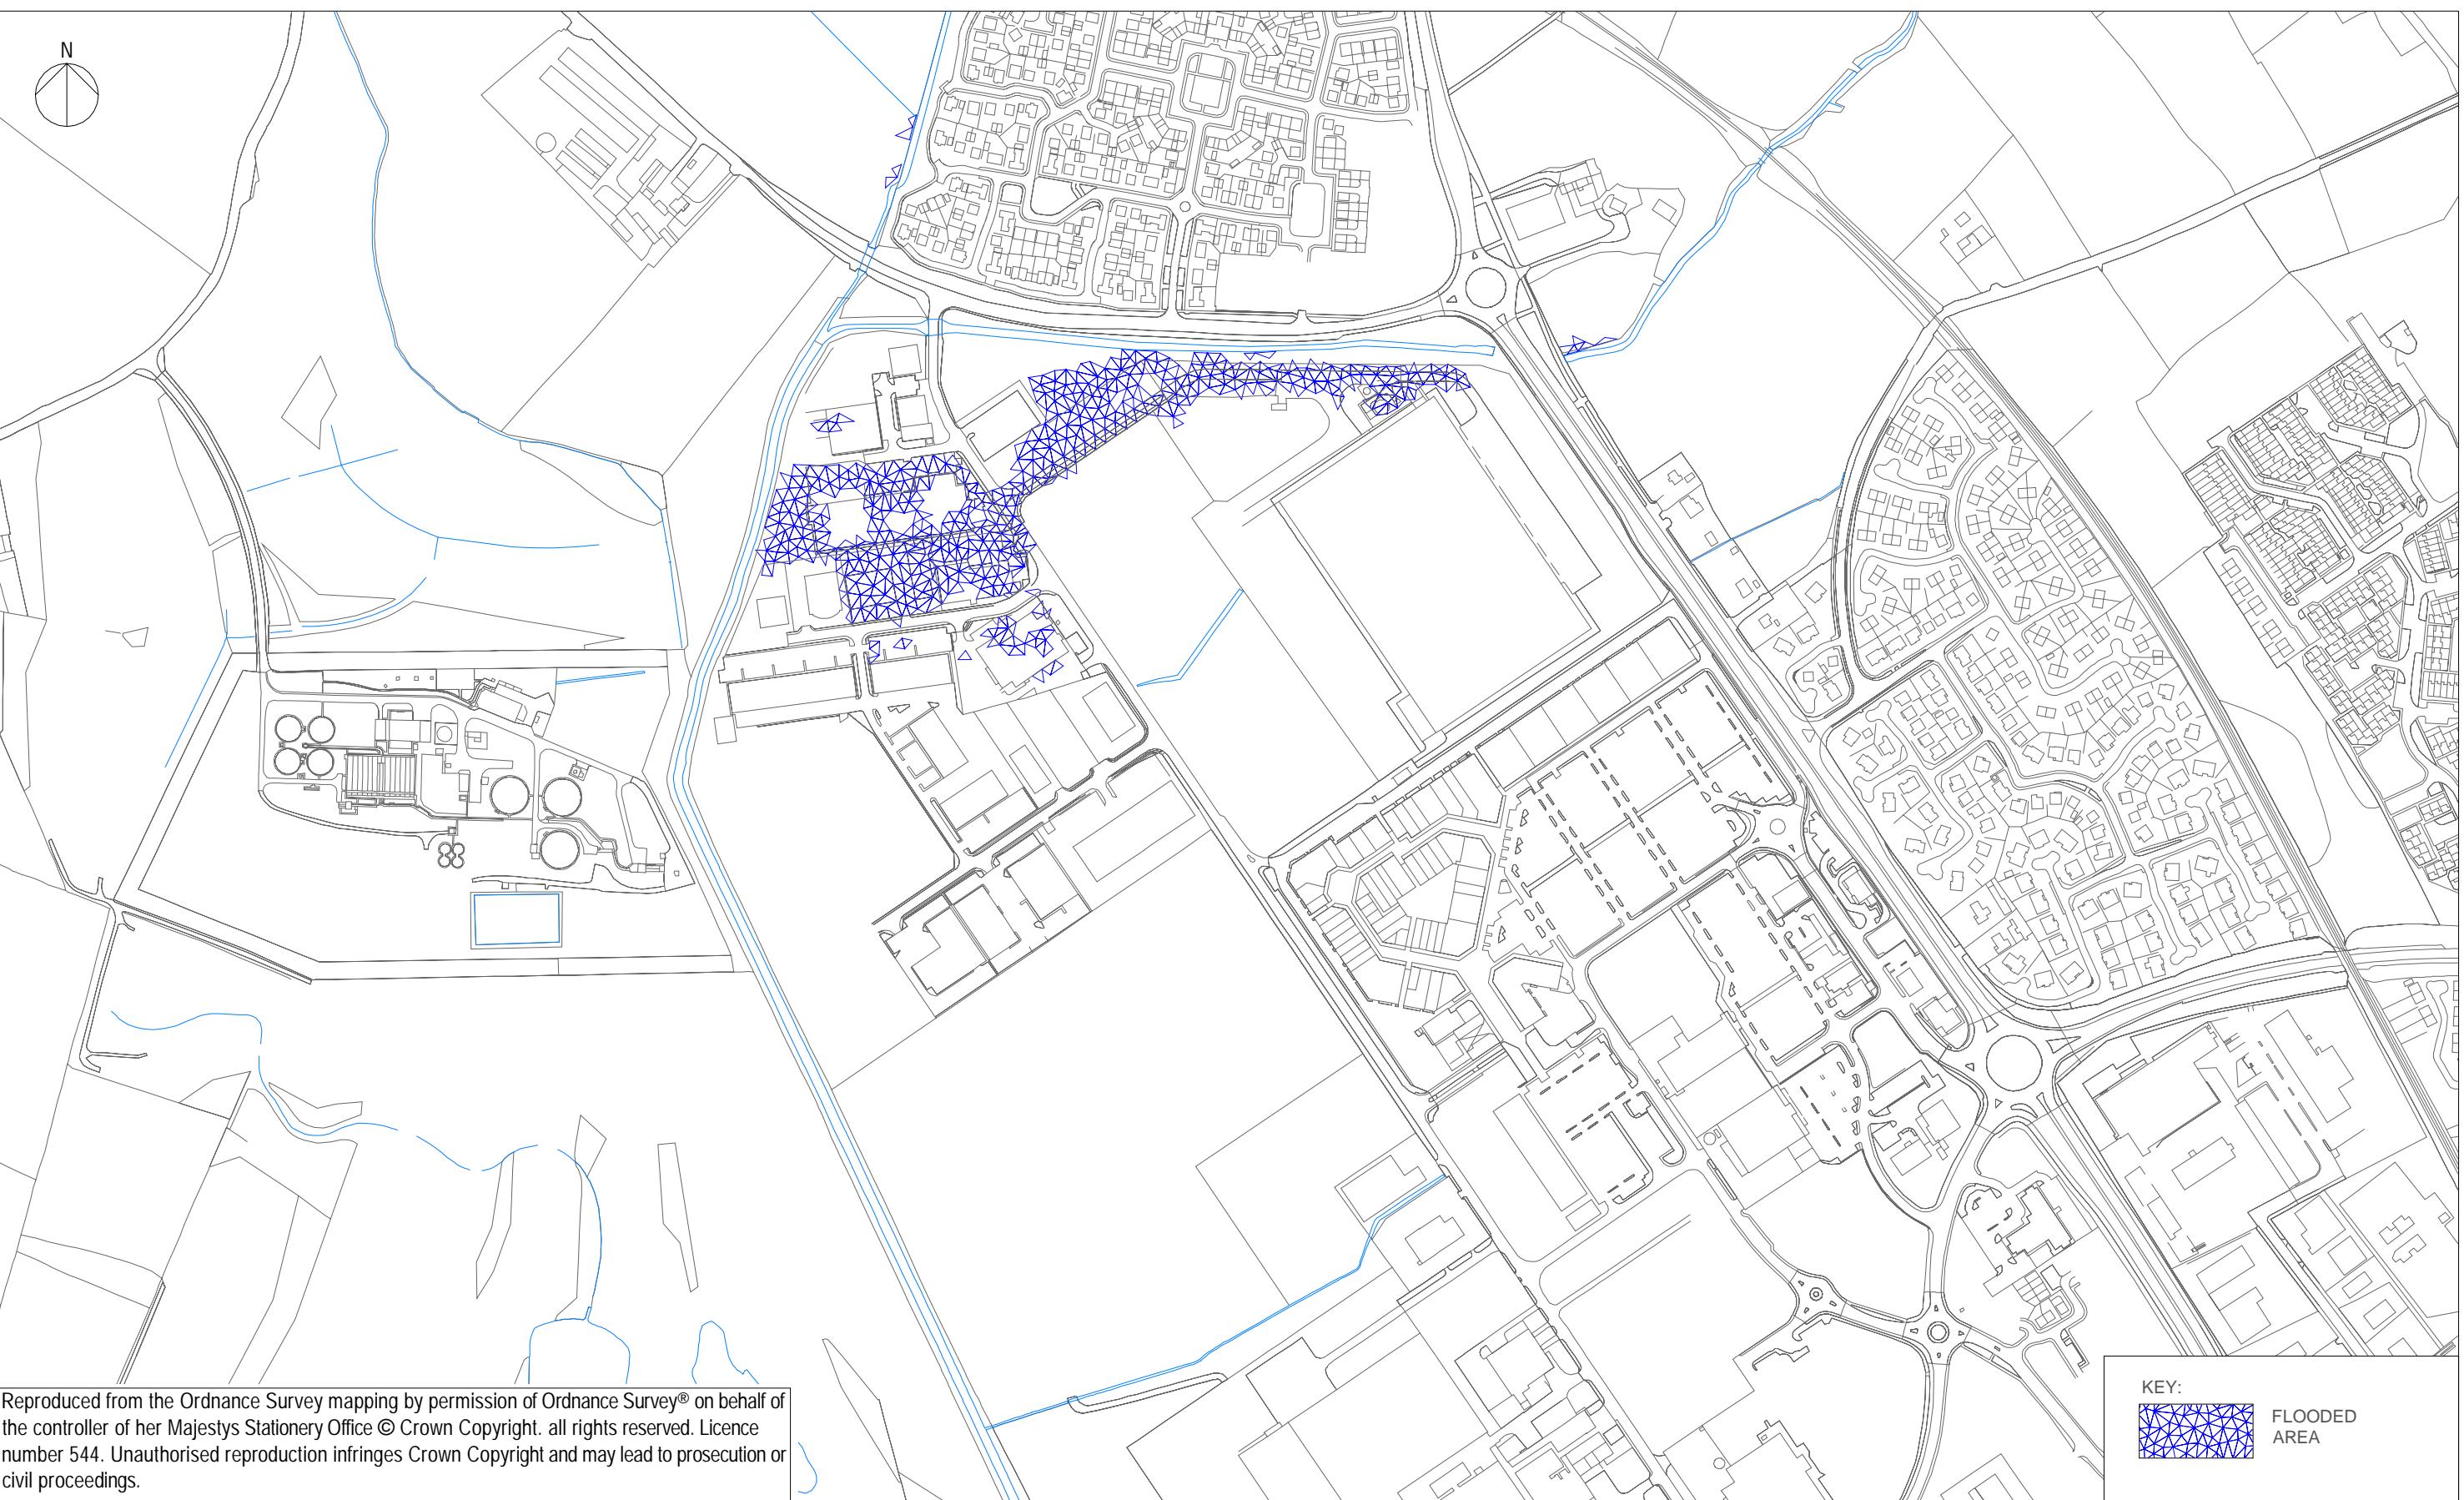 N
Reproduced from the Ordnance Survey mapping by permission of Ordnance Survey® on behalf of
the controller of her Majestys Stationery Office © Crown Copyright. all rights reserved. Licence
number 544. Unauthorised reproduction infringes Crown Copyright and may lead to prosecution or
civil proceedings.
KEY:
FLOODED
AREA